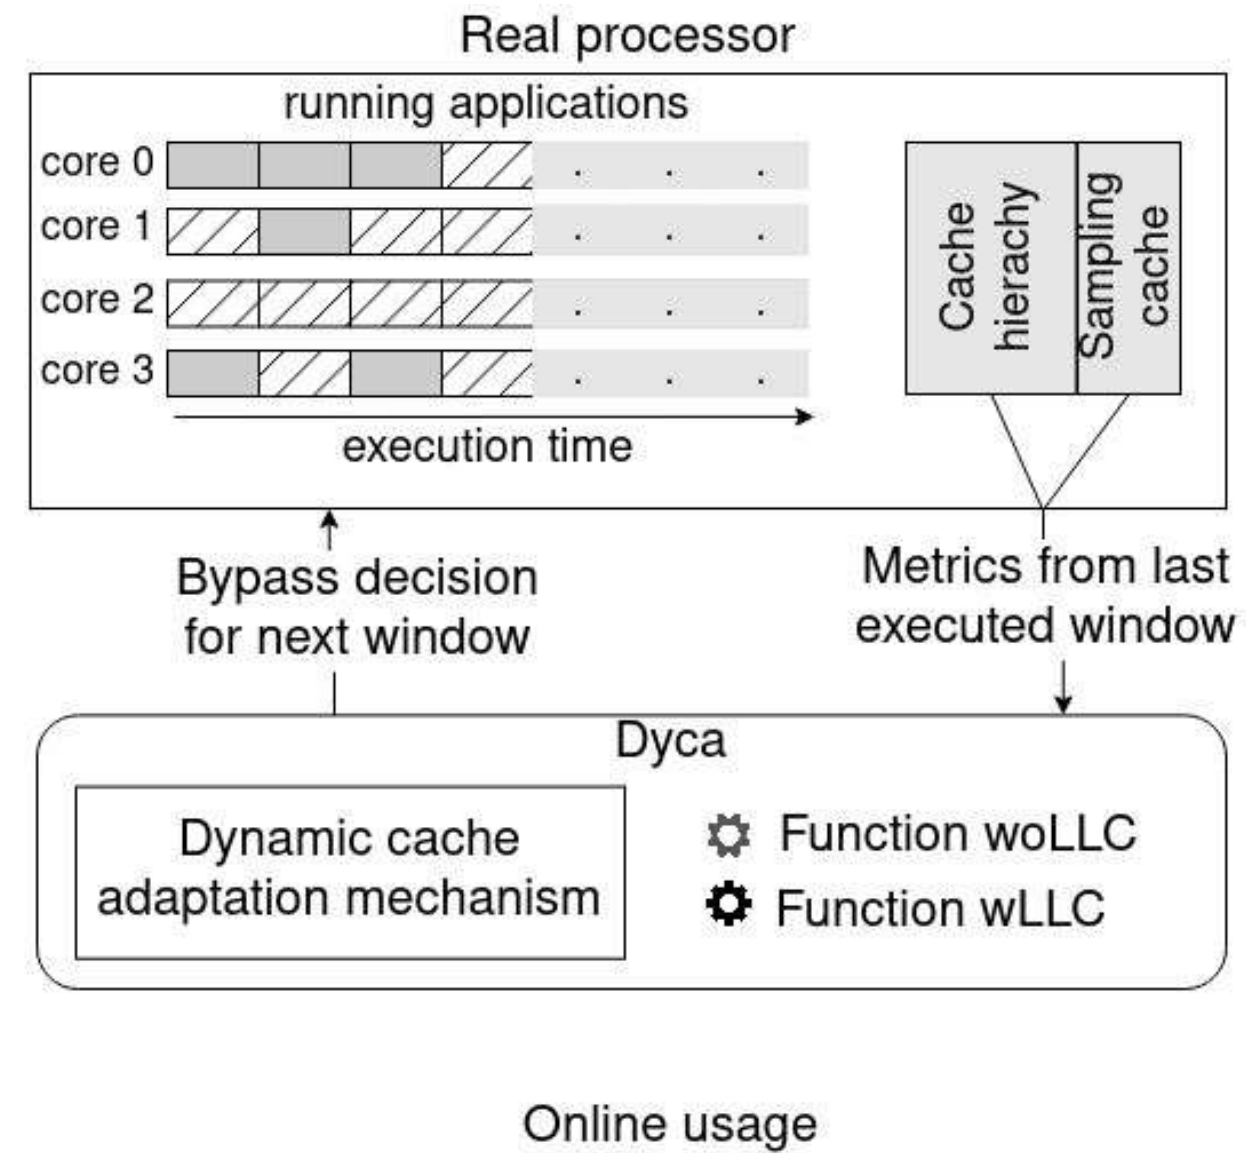 Real processor
running applications
core 0
. . .
core 1
. . .
core 2
. . .
core 3
. . .
execution time
Cache
hierachy
Sampling
cache
Bypass decision
for next window
Metrics from last
executed window
Dyca
Dynamic cache
adaptation mechanism
Function woLLC
Function wLLC
Online usage